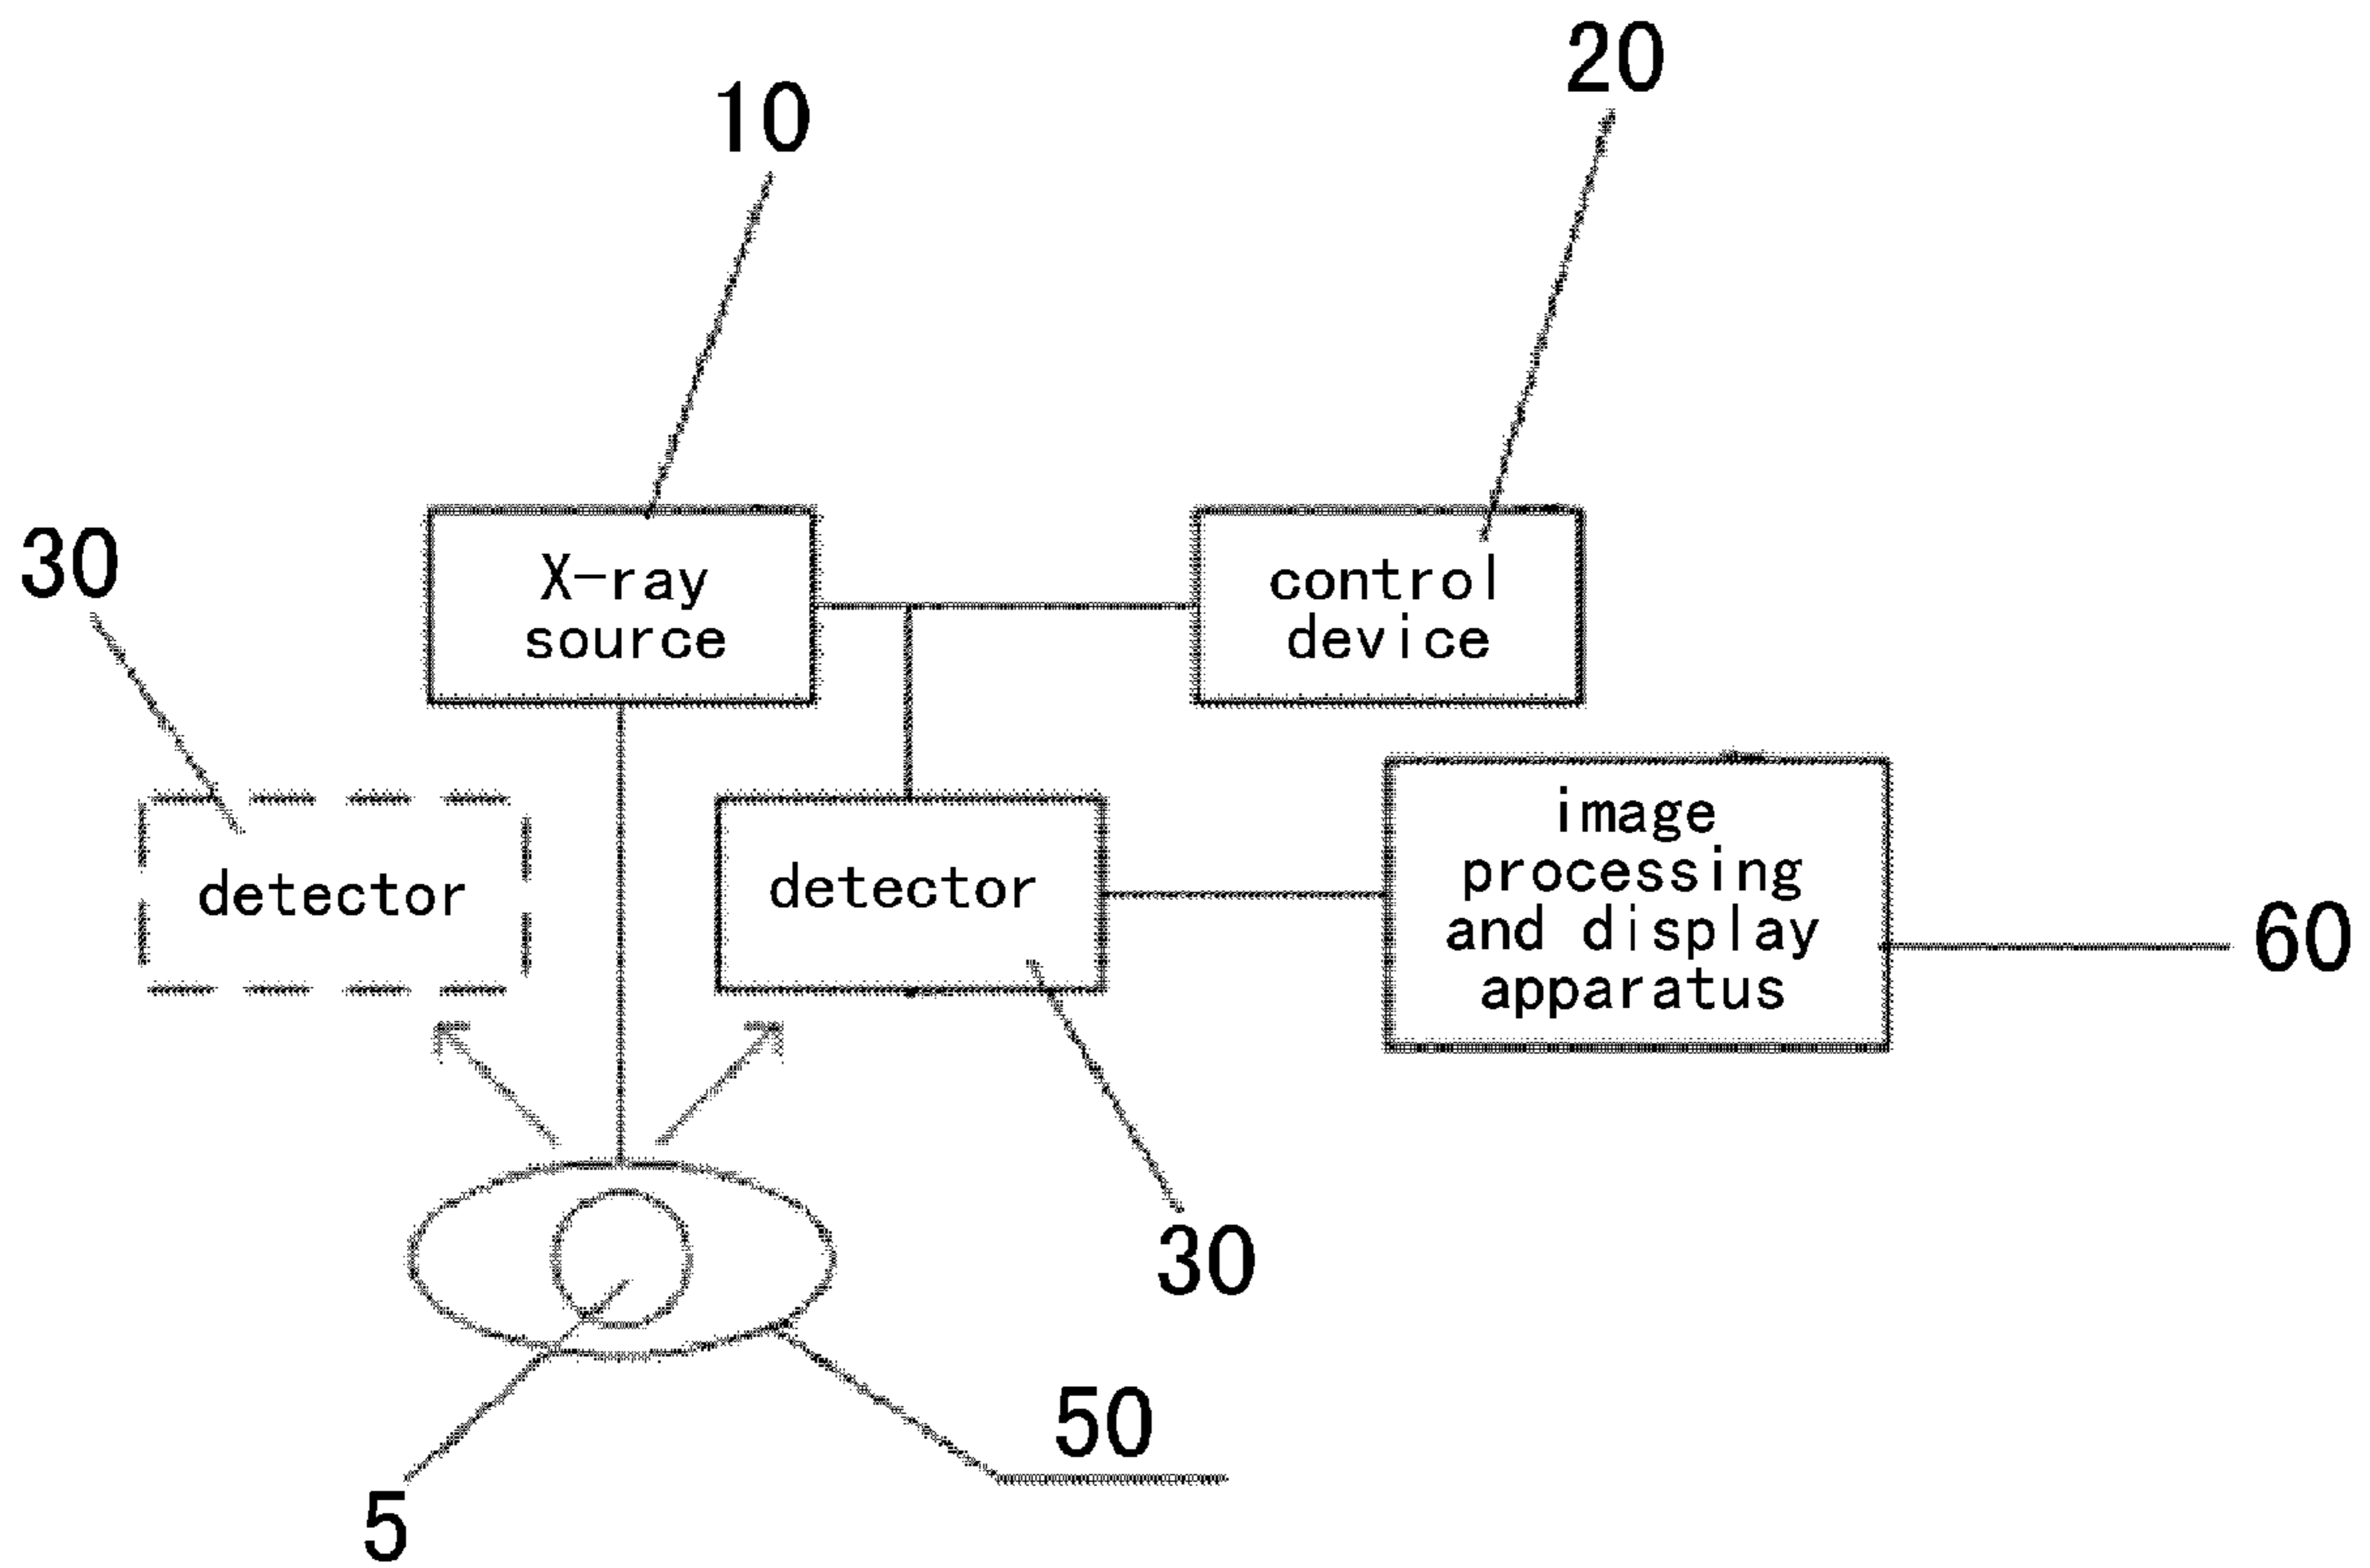 20
10
30
X-ray
source
control
device
detector
detector
image
processing
and display
apparatus
60
30
50
5